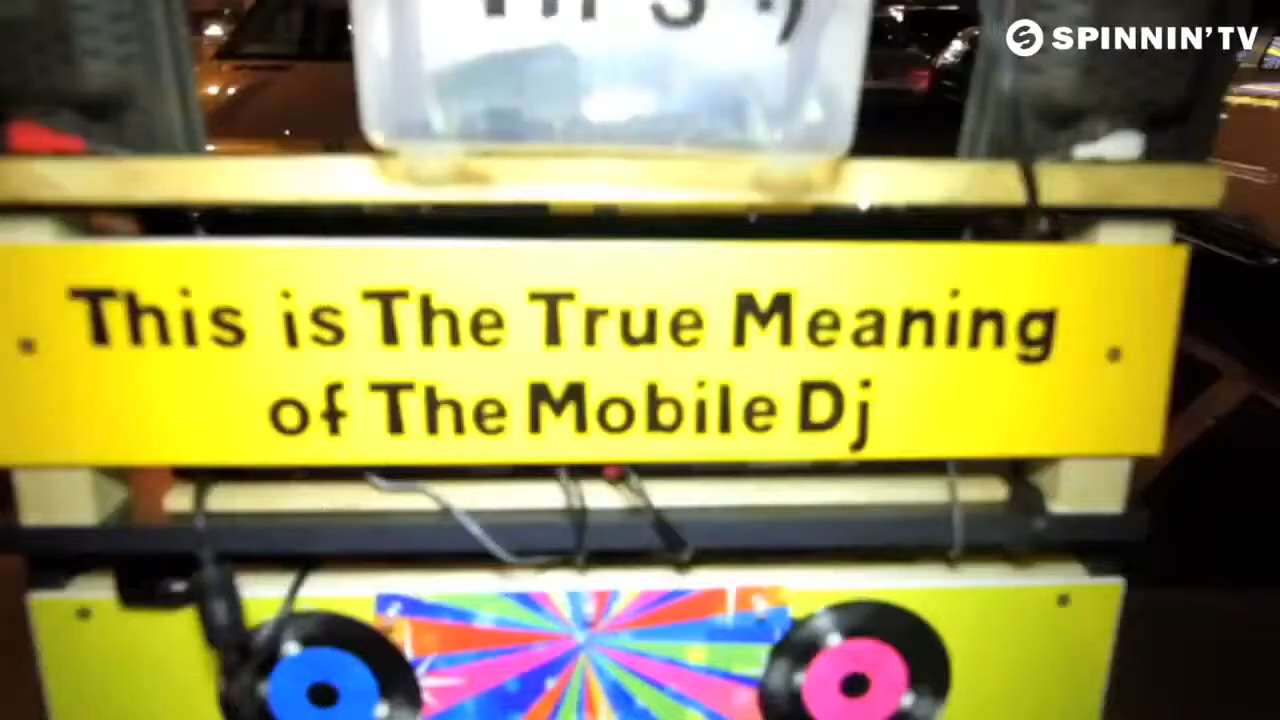 SPINNIN' TV
This is The True Meaning
of The Mobile Dj